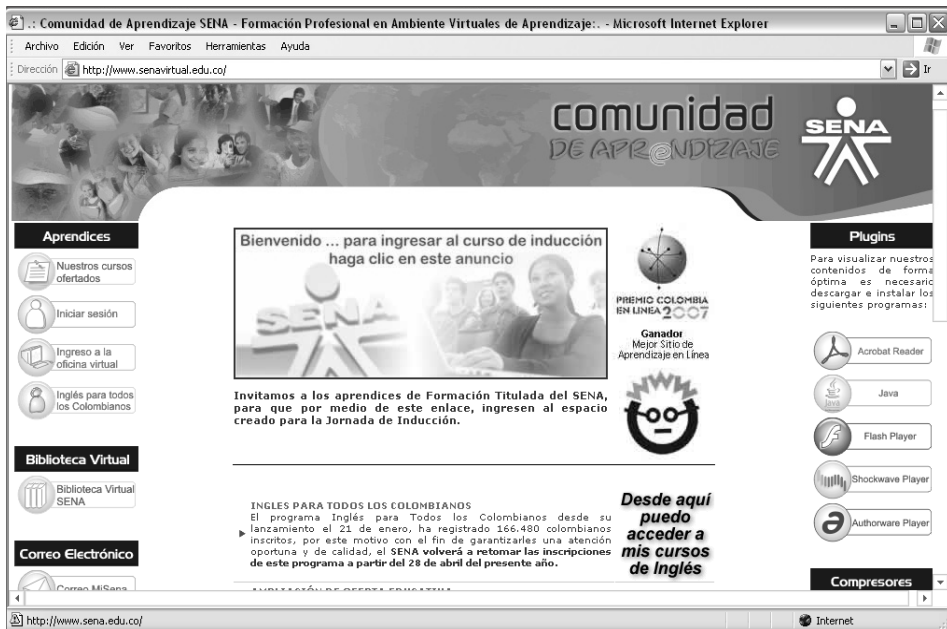 .: Comunidad de Aprendizaje SENA - Formación Profesional en Ambiente Virtuales de Aprendizaje:. - Microsoft Internet Explorer
Archivo Edición Ver Favoritos Herramientas Ayuda
Dirección http://www.senavirtual.edu.co/ Ir
comunidad
DE APR@NDIZAJE
SENA
Aprendices
Nuestros cursos
ofertados
Iniciar sesión
Ingreso a la
oficina virtual
Inglés para todos
los Colombianos
Biblioteca Virtual
Biblioteca Virtual
SENA
Correo Electrónico
Correo MiSena
Bienvenido ... para ingresar al curso de inducción
haga clic en este anuncio
SENA
Invitamos a los aprendices de Formación Titulada del SENA,
para que por medio de este enlace, ingresen al espacio
creado para la Jornada de Inducción.
PREMIO COLOMBIA
EN LINEA 2007
Ganador
Mejor Sitio de
Aprendizaje en Línea
INGLES PARA TODOS LOS COLOMBIANOS
El programa Inglés para Todos los Colombianos desde su
lanzamiento el 21 de enero, ha registrado 166.480 colombianos
inscritos, por este motivo con el fin de garantizarles una atención
oportuna y de calidad, el SENA volverá a retomar las inscripciones
de este programa a partir del 28 de abril del presente año.
AMPLIACIÓN DE OFERTA EDUCATIVA
Desde aquí
puedo
acceder a
mis cursos
de Inglés
Plugins
Para visualizar nuestros
contenidos de forma
óptima es necesario
descargar e instalar los
siguientes programas:
Acrobat Reader
Java
Java
Flash Player
Shockwave Player
Authorware Player
Compresores
http://www.sena.edu.co/ Internet